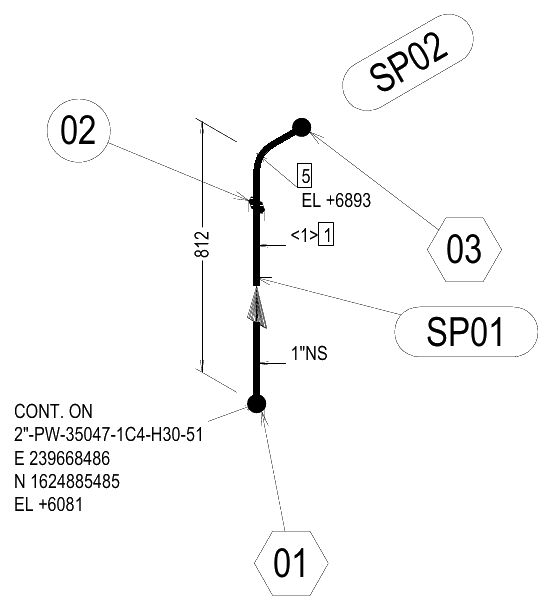 SP02
02
5
EL +6893
812
<1> 1
03
SP01
1"NS
CONT. ON
2"-PW-35047-1C4-H30-51
E 239668486
N 1624885485
EL +6081
01